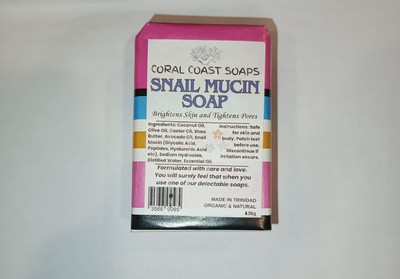 CORAL COAST SOAPS
SNAIL MUCIN
SOAP
Brightens Skin and Tightens Pores
Ingredients: Coconut Oil,
Olive Oil, Castor Oil, Shea
Butter, Avocado Oil, Snail
Mucin (Glycolic Acid,
Peptides, Hyaluronic Acid
etc), Sodium Hydroxide,
Distilled Water, Essential Oil.
Instructions: Safe
for skin and
body. Patch test
before use.
Discontinue if
irritation occurs.
Formulated with care and love.
You will surely feel that when you
use one of our delectable soaps.
MADE IN TRINIDAD
ORGANIC & NATURAL